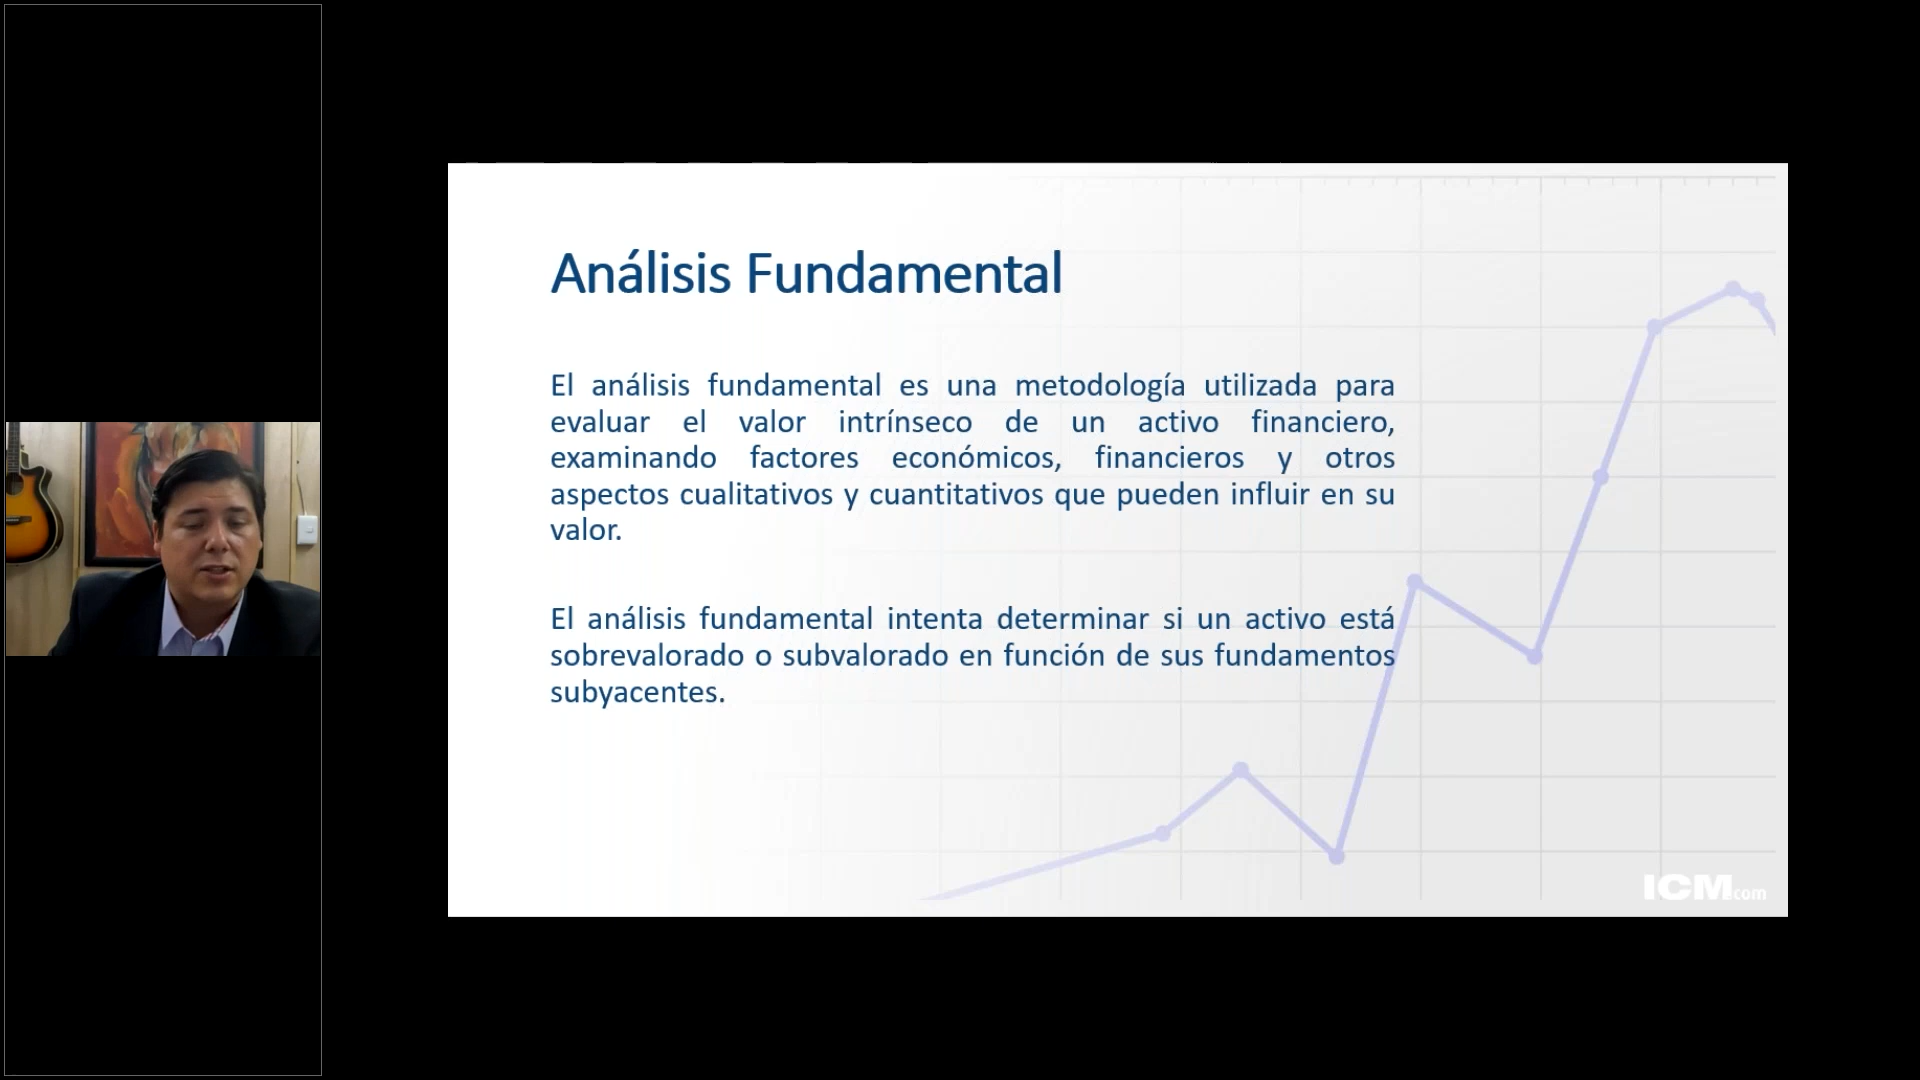 Análisis Fundamental
El análisis fundamental es una metodología utilizada para
evaluar el valor intrínseco de un activo financiero,
examinando factores económicos, financieros y otros
aspectos cualitativos y cuantitativos que pueden influir en su
valor.
El análisis fundamental intenta determinar si un activo está
sobrevalorado o subvalorado en función de sus fundamentos
subyacentes.
ICM.com